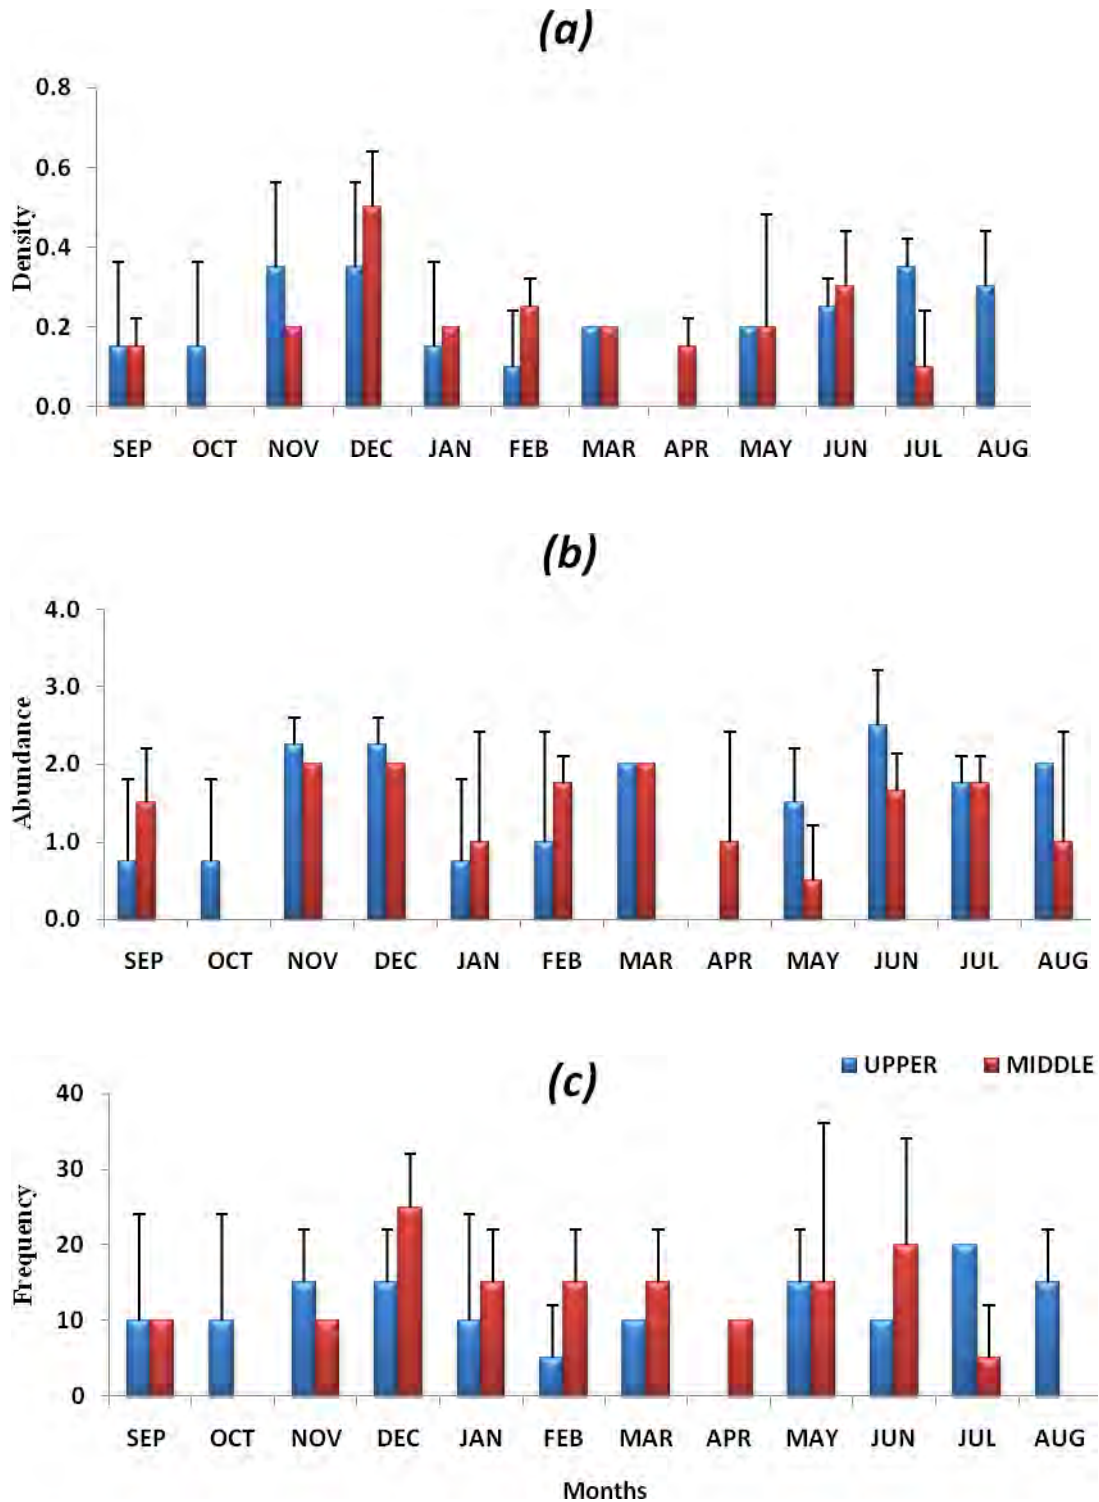 (a)
0.8
0.6
0.4
0.2
0.0
Density
SEP OCT NOV DEC JAN FEB MAR APR MAY JUN JUL AUG
(b)
4.0
3.0
2.0
1.0
0.0
Abundance
SEP OCT NOV DEC JAN FEB MAR APR MAY JUN JUL AUG
(c)
UPPER MIDDLE
40
30
20
10
0
Frequency
SEP OCT NOV DEC JAN FEB MAR APR MAY JUN JUL AUG
Months